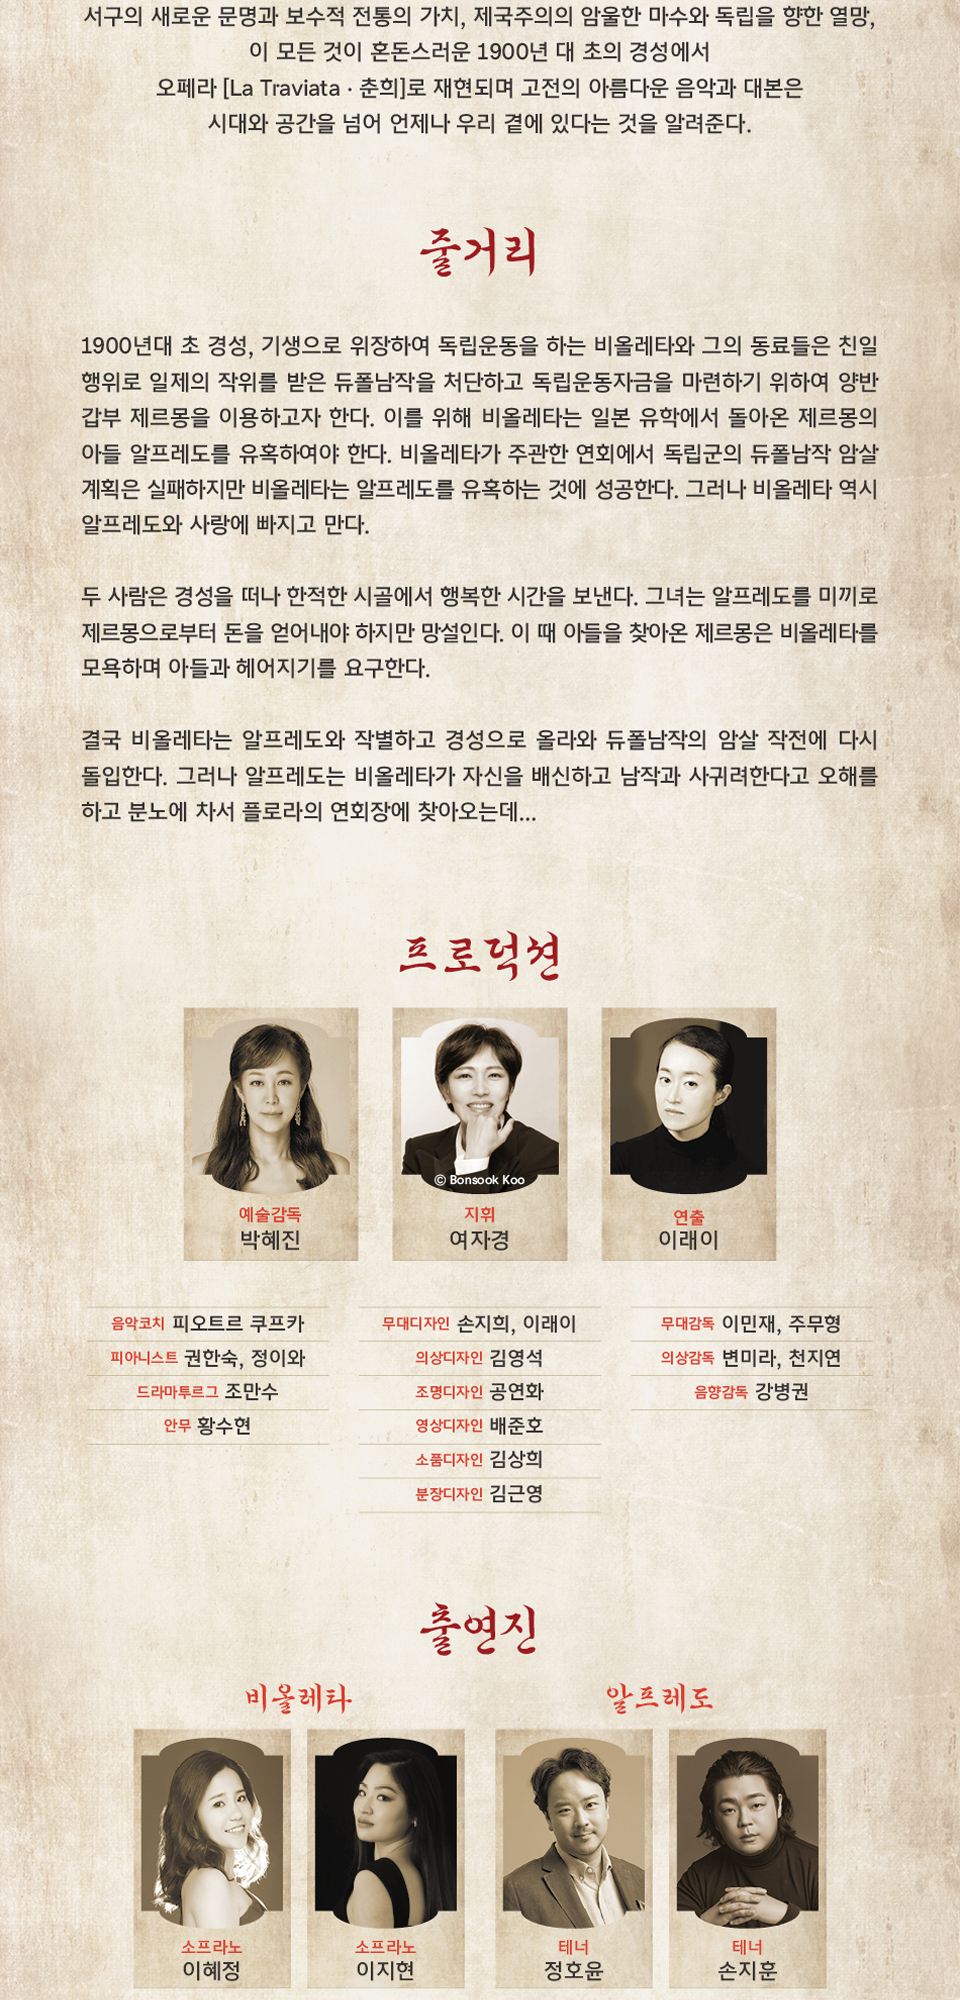 서구의 새로운 문명과 보수적 전통의 가치, 제국주의의 암울한 마수와 독립을 향한 열망,
이 모든 것이 혼돈스러운 1900년 대 초의 경성에서
오페라 [La Traviata · 춘희]로 재현되며 고전의 아름다운 음악과 대본은
시대와 공간을 넘어 언제나 우리 곁에 있다는 것을 알려준다.
줄거리
1900년대 초 경성, 기생으로 위장하여 독립운동을 하는 비올레타와 그의 동료들은 친일
행위로 일제의 작위를 받은 듀폴남작을 처단하고 독립운동자금을 마련하기 위하여 양반
갑부 제르몽을 이용하고자 한다. 이를 위해 비올레타는 일본 유학에서 돌아온 제르몽의
아들 알프레도를 유혹하여야 한다. 비올레타가 주관한 연회에서 독립군의 듀폴남작 암살
계획은 실패하지만 비올레타는 알프레도를 유혹하는 것에 성공한다. 그러나 비올레타 역시
알프레도와 사랑에 빠지고 만다.
두 사람은 경성을 떠나 한적한 시골에서 행복한 시간을 보낸다. 그녀는 알프레도를 미끼로
제르몽으로부터 돈을 얻어내야 하지만 망설인다. 이 때 아들을 찾아온 제르몽은 비올레타를
모욕하며 아들과 헤어지기를 요구한다.
결국 비올레타는 알프레도와 작별하고 경성으로 올라와 듀폴남작의 암살 작전에 다시
돌입한다. 그러나 알프레도는 비올레타가 자신을 배신하고 남작과 사귀려한다고 오해를
하고 분노에 차서 플로라의 연회장에 찾아오는데...
프로덕션
© Bonsook Koo
예술감독
박혜진
지휘
여자경
연출
이래이
음악코치 피오트르 쿠프카
피아니스트 권한숙, 정이와
드라마투르그 조만수
안무 황수현
무대디자인 손지희, 이래이
의상디자인 김영석
조명디자인 공연화
영상디자인 배준호
소품디자인 김상희
분장디자인 김근영
무대감독 이민재, 주무형
의상감독 변미라, 천지연
음향감독 강병권
출연진
비올레타
소프라노
이혜정
소프라노
이지현
알프레도
테너
정호윤
테너
손지훈